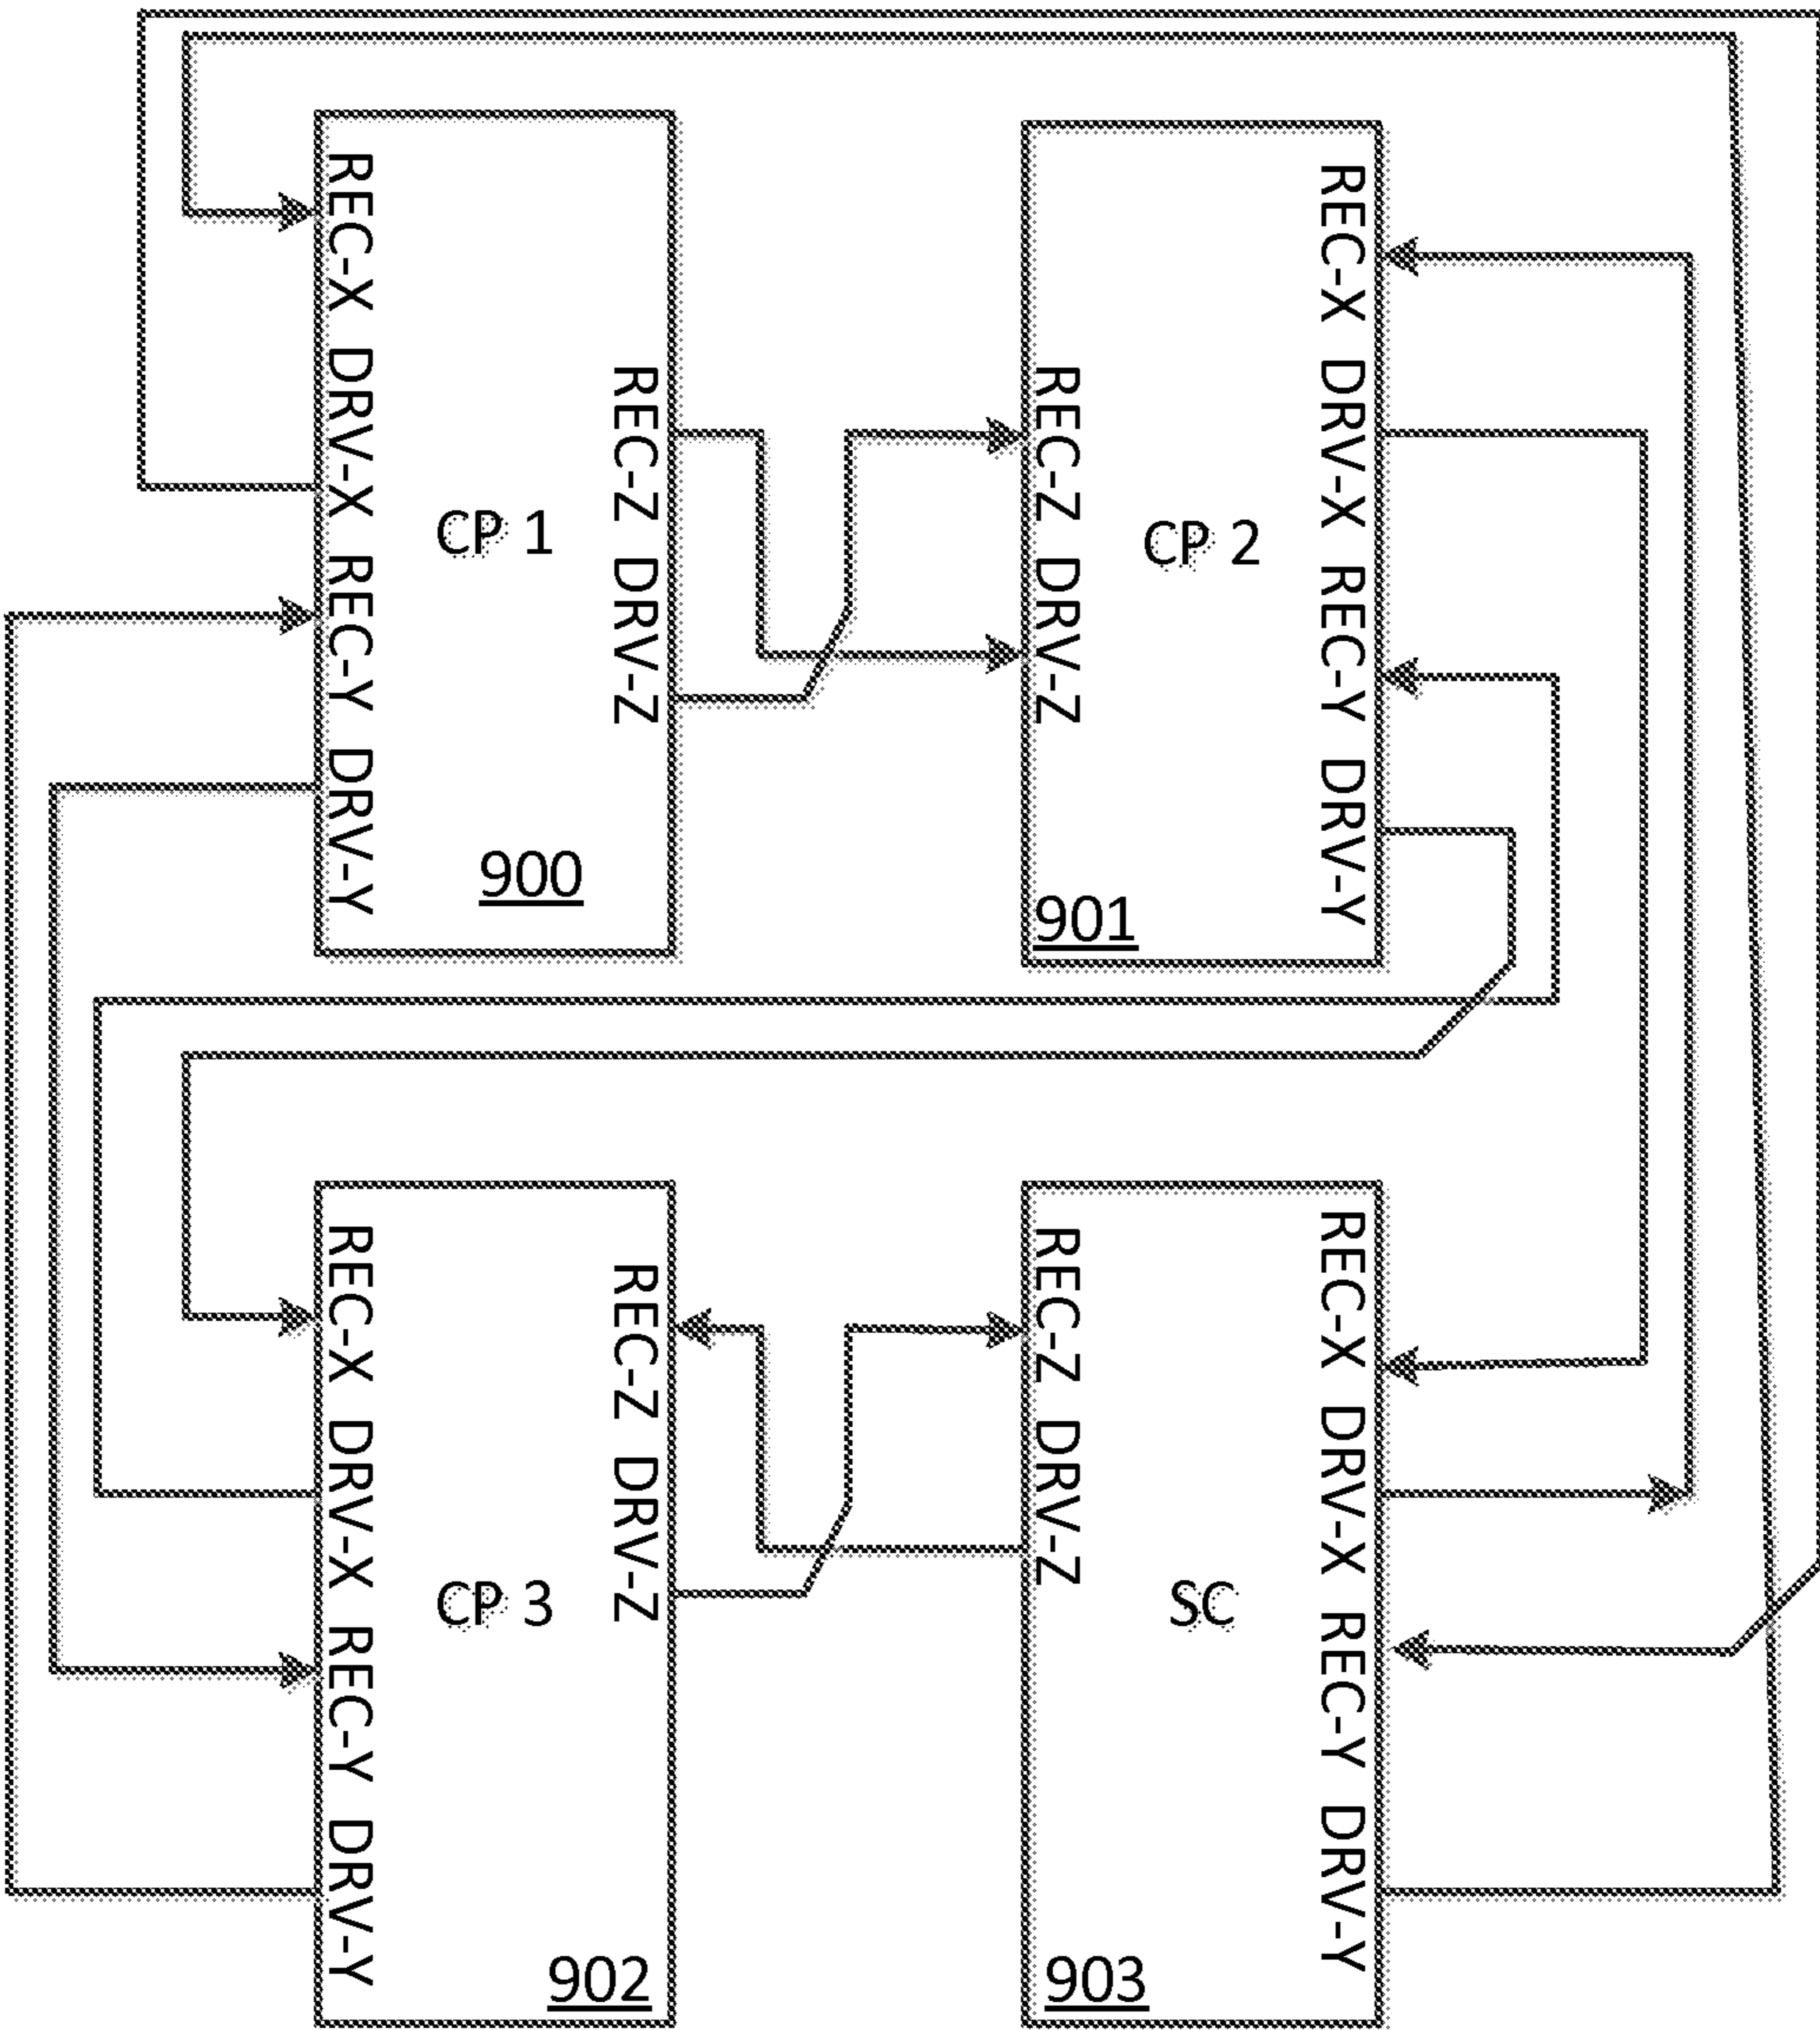 REC-X DRV-X REC-Y DRV-Y
CP 1
REC-Z DRV-Z
900
REC-Z DRV-Z
CP 2
REC-X DRV-X REC-Y DRV-Y
901
REC-X DRV-X REC-Y DRV-Y
CP 3
REC-Z DRV-Z
902
REC-Z DRV-Z
SC
REC-X DRV-X REC-Y DRV-Y
903